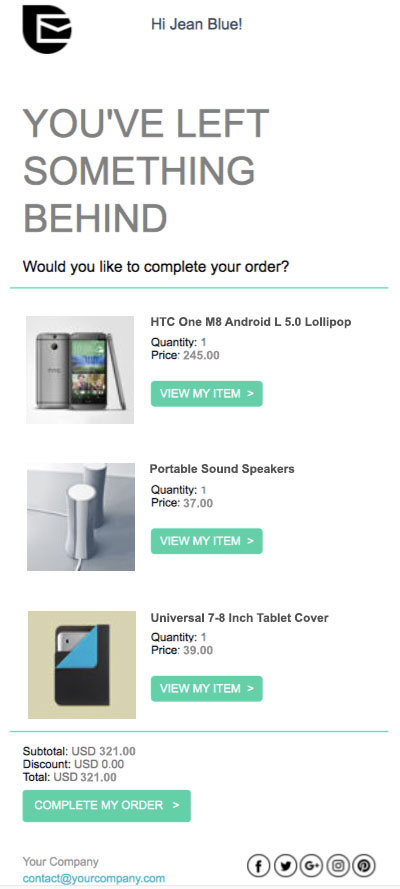 Hi Jean Blue!
YOU'VE LEFT
SOMETHING
BEHIND
Would you like to complete your order?
HTC One M8 Android L 5.0 Lollipop
Quantity: 1
Price: 245.00
VIEW MY ITEM >
Portable Sound Speakers
Quantity: 1
Price: 37.00
VIEW MY ITEM >
Universal 7-8 Inch Tablet Cover
Quantity: 1
Price: 39.00
VIEW MY ITEM >
Subtotal: USD 321.00
Discount: USD 0.00
Total: USD 321.00
COMPLETE MY ORDER >
Your Company
contact@yourcompany.com